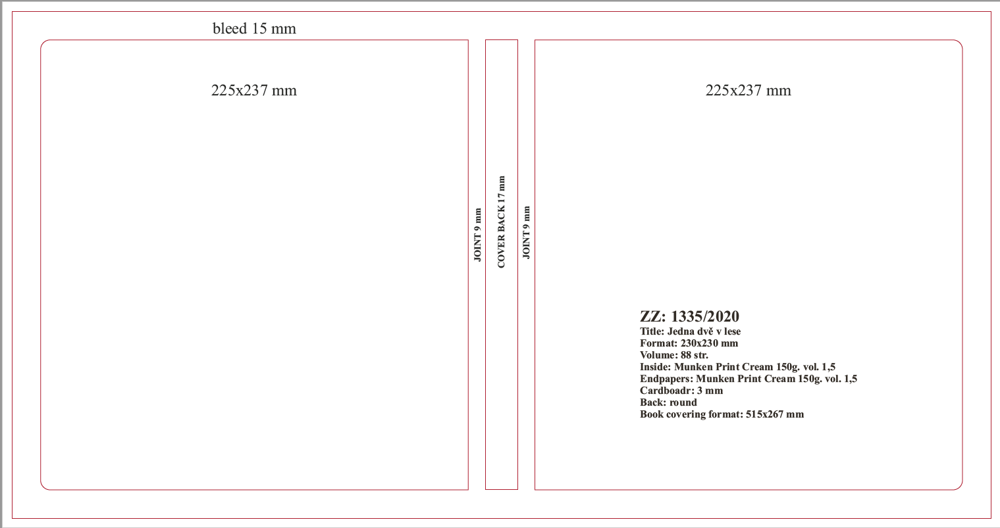 bleed 15 mm
225x237 mm
225x237 mm
JOINT 9 mm
COVER BACK 17 mm
JOINT 9 mm
ZZ: 1335/2020
Title: Jedna dvě v lese
Format: 230x230 mm
Volume: 88 str.
Inside: Munken Print Cream 150g. vol. 1,5
Endpapers: Munken Print Cream 150g. vol. 1,5
Cardboadr: 3 mm
Back: round
Book covering format: 515x267 mm